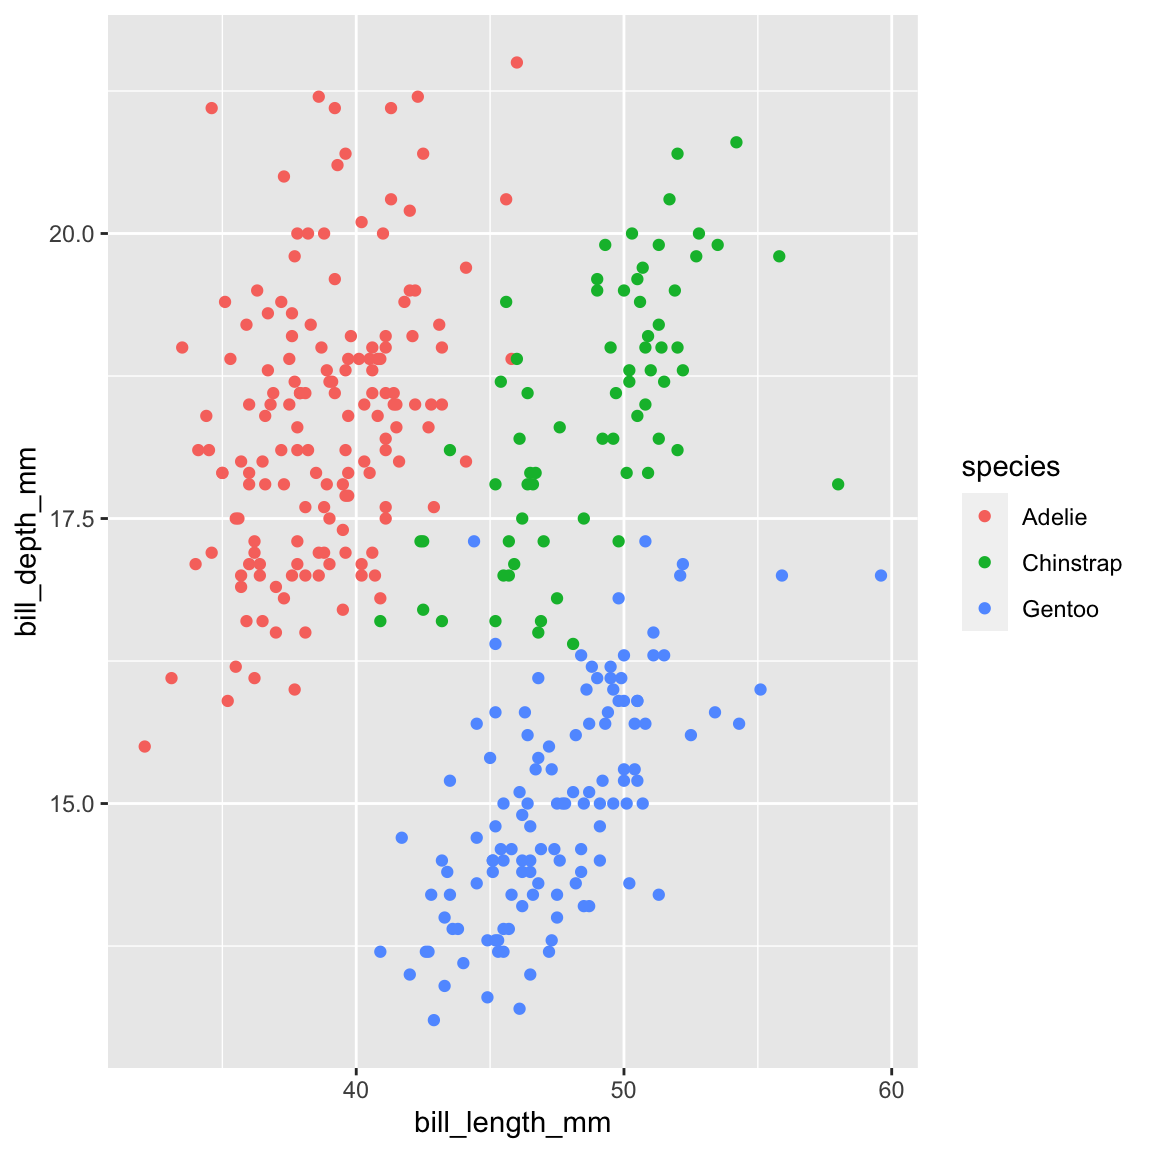 20.0
17.5
15.0
bill_depth_mm
40
50
60
bill_length_mm
species
Adelie
Chinstrap
Gentoo